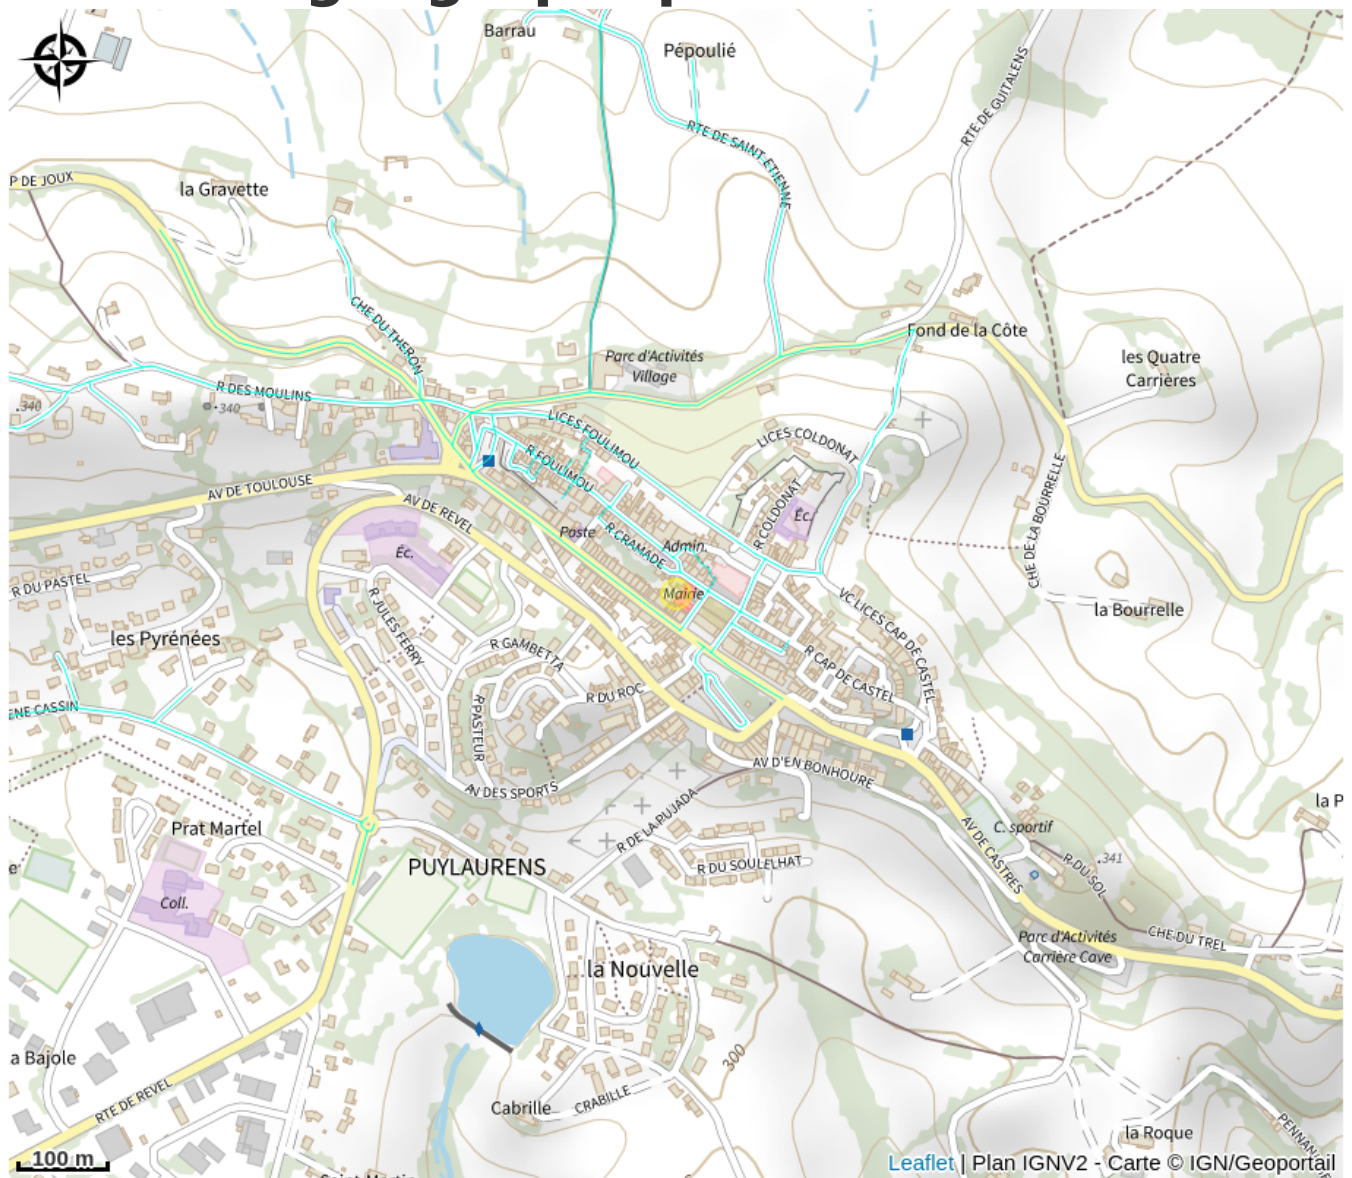 Barrau
Pépoulié
RTE DE GUITALENS
RTE DE SAINT-ETIENNE
P DE JOUX
la Gravette
CHE DU THERON
Fond de la Côte
Parc d'Activités
Village
les Quatre
Carrières
R DES MOULINS
.340
.340
LICES FOULIMOU
LICES COLDONAT
R FOULIMOU
AV DE TOULOUSE
AV DE REVEL
R COLDONAT
Éc.
CHE DE LA BOURRELLE
Poste
R CRAMADE
Admin.
Éc.
R DU PASTEL
Mairie
VC LICES CAP DE CASTEL
la Bourrelle
R JULES FERRY
les Pyrénées
R GAMBETTA
R CAP DE CASTEL
R DU ROC
R PASTEUR
ENE CASSIN
AV D'EN BONHOURE
AV DES SPORTS
la P
Prat Martel
R DE LA PUJADA
C. sportif
AV DE CASTRES
R DU SOL
.341
PUYLAURENS
R DU SOULELHAT
e
Coll.
Parc d'Activités
Carrière Cave
CHE DU TREL
la Nouvelle
a Bajole
300
RTE DE REVEL
Cabrille
CRABILLE
la Roque
PENNAN
100 m
Leaflet | Plan IGNV2 - Carte © IGN/Geoportail